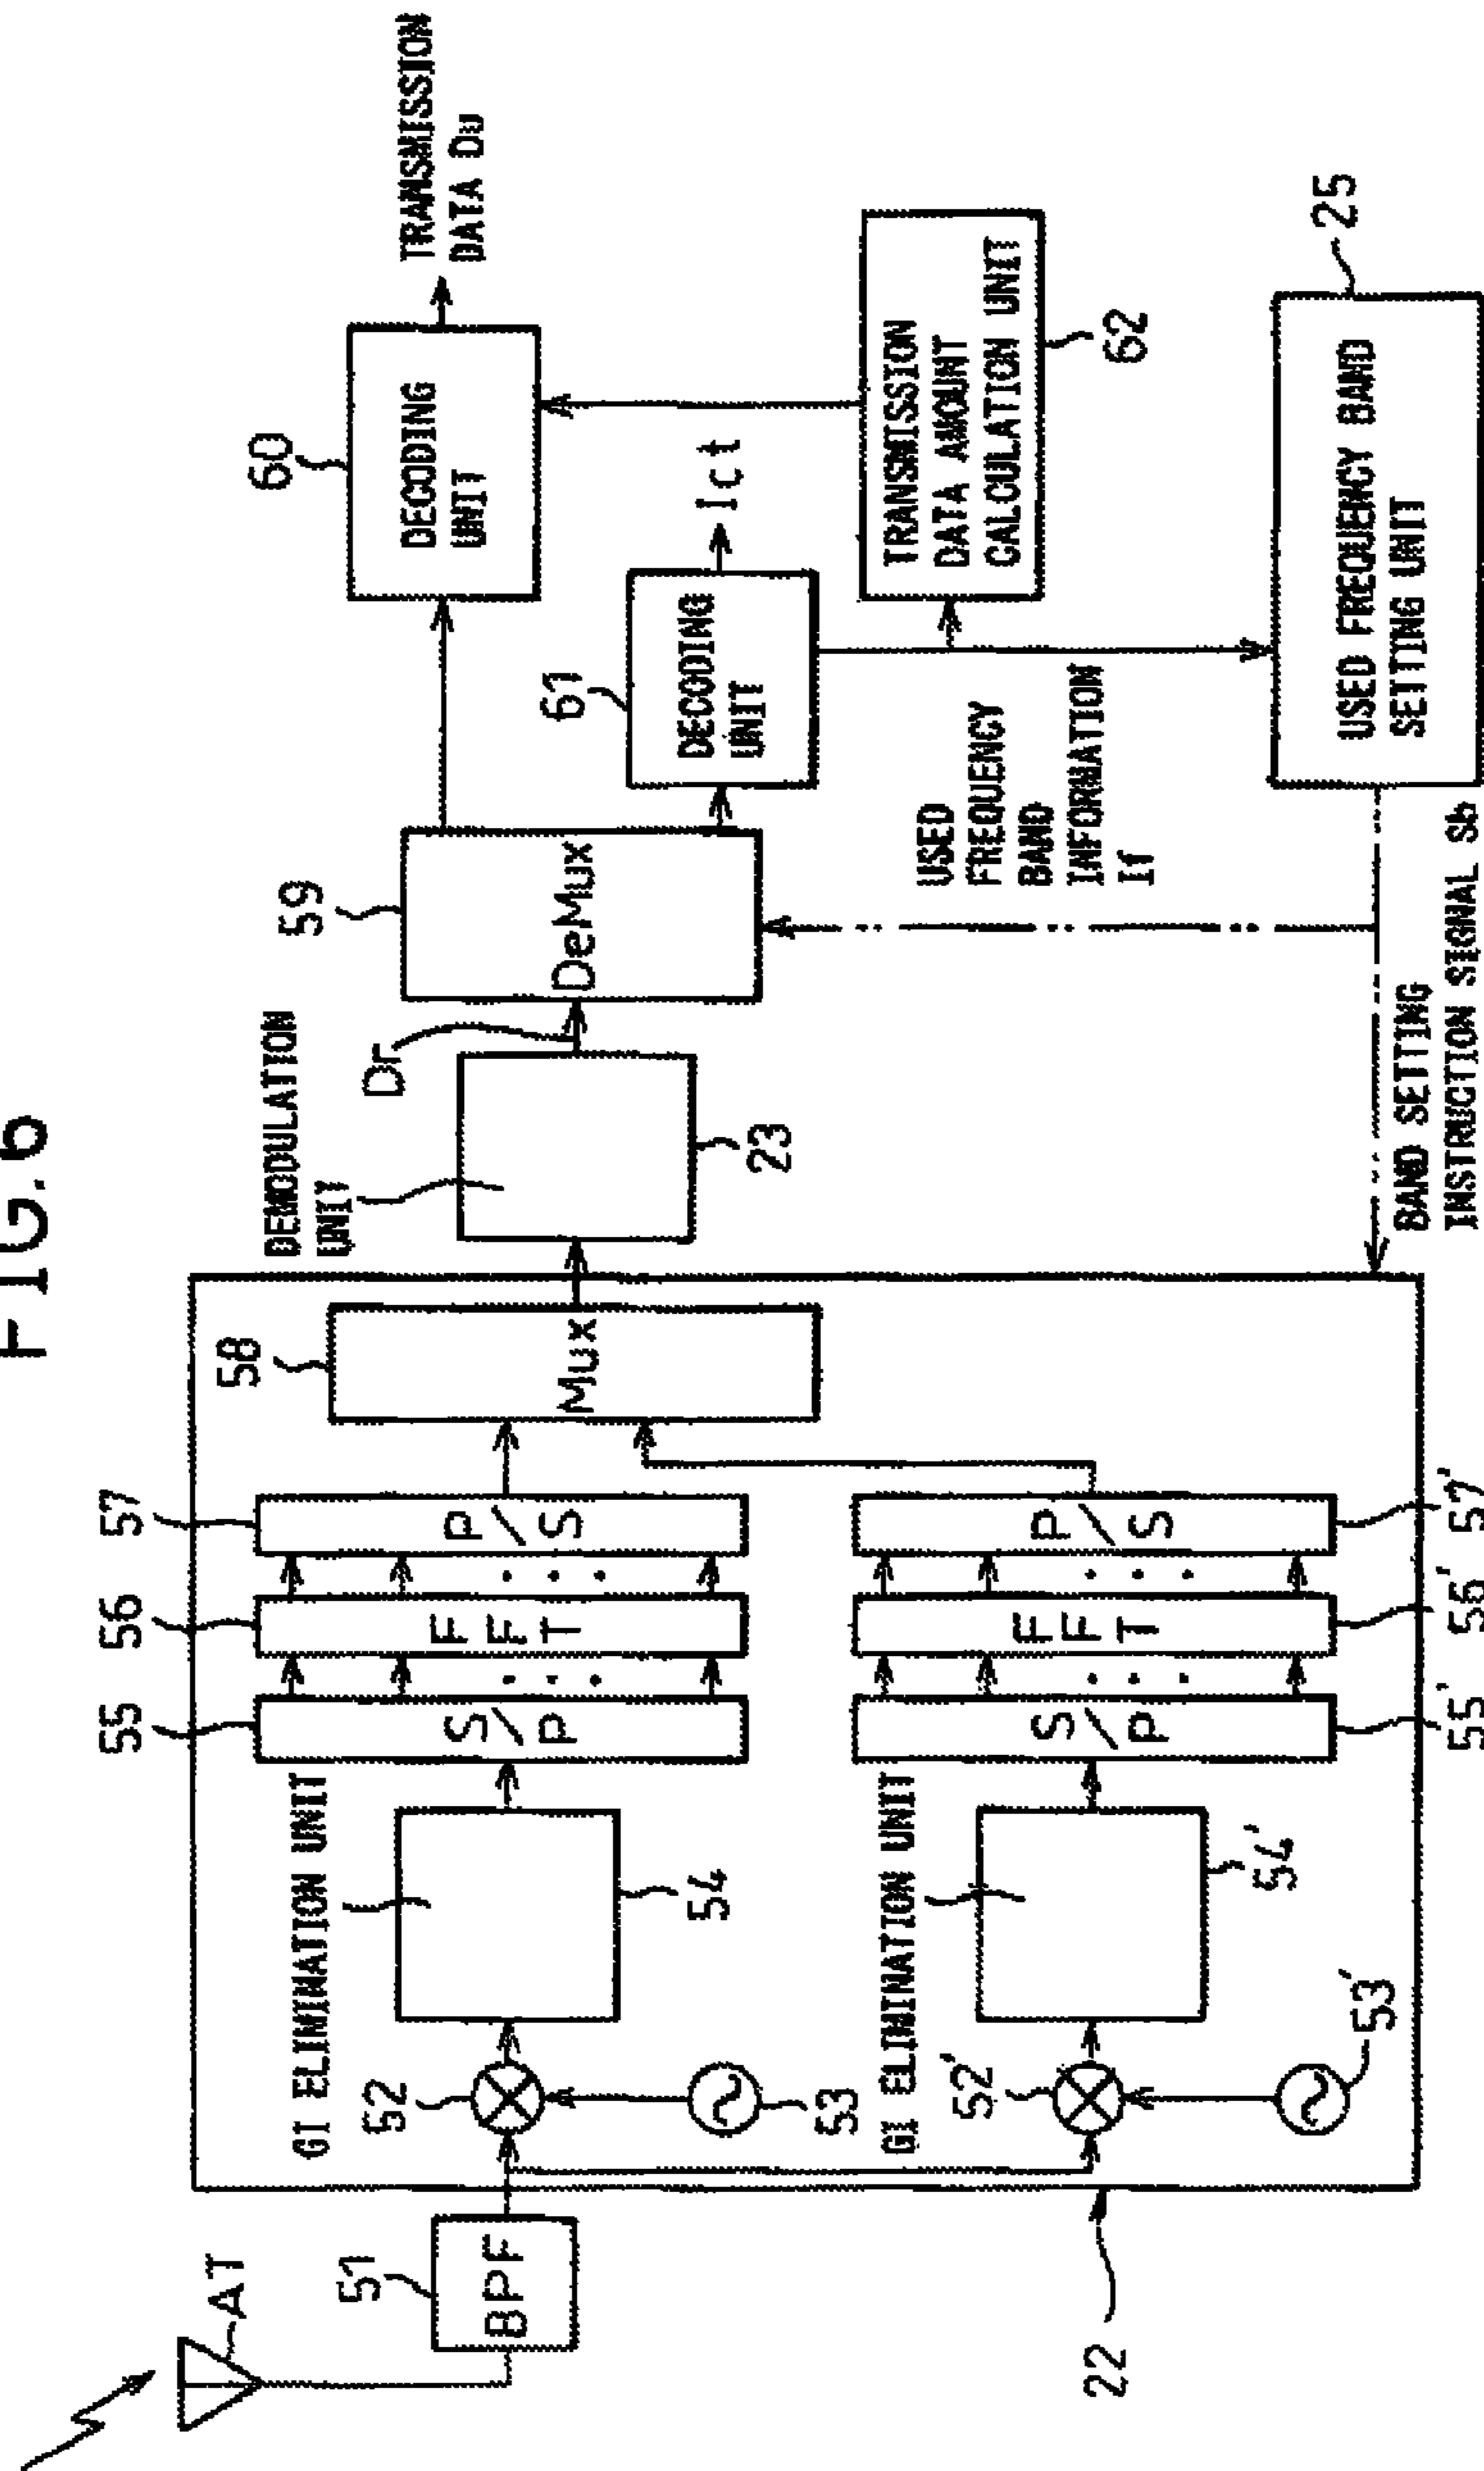 FIG.6
AT
51
BPF
22
GI ELIMINATION UNIT
52
53
54
55
S/P
56
FFT
57
P/S
58
Mux
GI ELIMINATION UNIT
52'
53'
54'
55'
S/P
56'
FFT
57'
P/S
DEMODULATION
UNIT
23
Dr
59
DeMux
60
DECODING
UNIT
TRANSMISSION
DATA Du
61
DECODING
UNIT
Ict
TRANSMISSION
DATA AMOUNT
CALCULATION UNIT
62
USED
FREQUENCY
BAND
INFORMATION
If
USED FREQUENCY BAND
SETTING UNIT
25
BAND SETTING
INSTRUCTION SIGNAL Sb